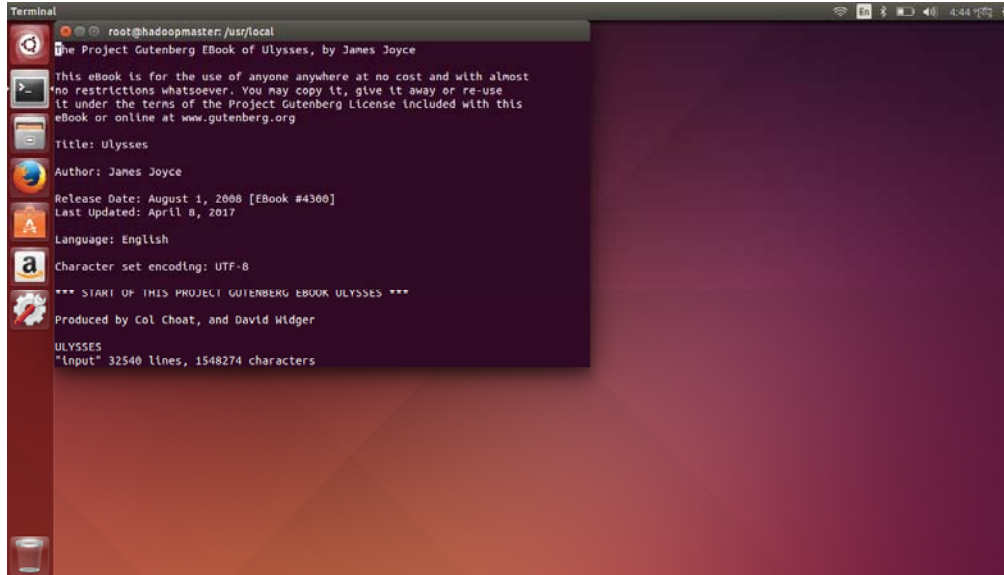 Terminal
En 4:44
root@hadoopmaster: /usr/local
The Project Gutenberg EBook of Ulysses, by James Joyce
This eBook is for the use of anyone anywhere at no cost and with almost
no restrictions whatsoever. You may copy it, give it away or re-use
it under the terms of the Project Gutenberg License included with this
eBook or online at www.gutenberg.org
Title: Ulysses
Author: James Joyce
Release Date: August 1, 2008 [EBook #4300]
Last Updated: April 8, 2017
Language: English
Character set encoding: UTF-8
*** START OF THIS PROJECT GUTENBERG EBOOK ULYSSES ***
Produced by Col Choat, and David Widger
ULYSSES
"input" 32540 lines, 1548274 characters